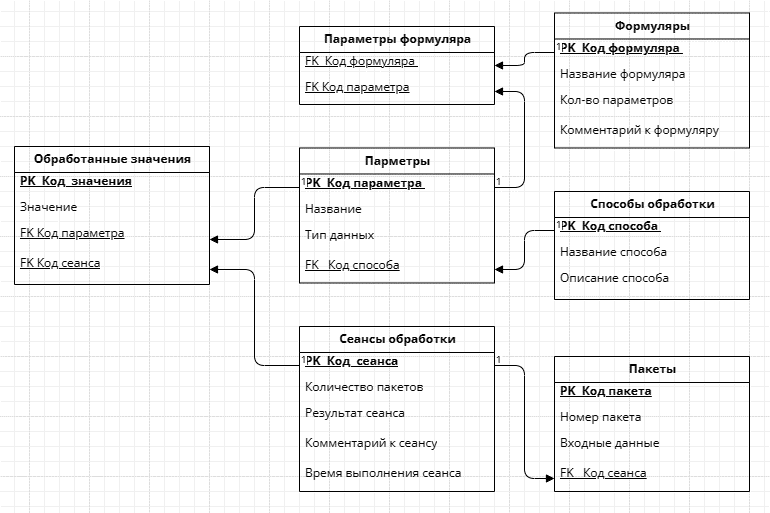 Параметры формуляра
FK Код формуляра
FK Код параметра
Формуляры
1
PK Код формуляра
Название формуляра
Кол-во параметров
Комментарий к формуляру
Обработанные значения
PK Код значения
Значение
FK Код параметра
FK Код сеанса
Парметры
1
PK Код параметра
1
Название
Тип данных
FK Код способа
Способы обработки
1
PK Код способа
Название способа
Описание способа
Сеансы обработки
1
PK Код сеанса
1
Количество пакетов
Результат сеанса
Комментарий к сеансу
Время выполнения сеанса
Пакеты
PK Код пакета
Номер пакета
Входные данные
FK Код сеанса